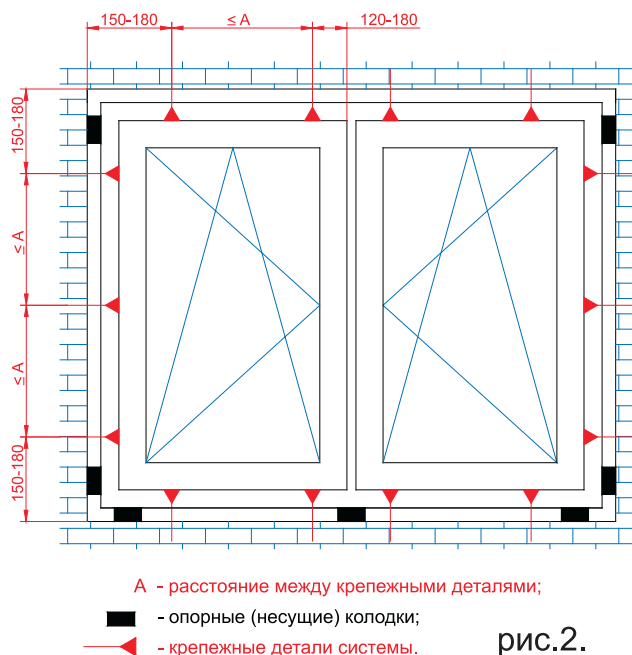 150-180
≤ A
120-180
150-180
≤ A
≤ A
150-180
А - расстояние между крепежными деталями;
- опорные (несущие) колодки;
- крепежные детали системы.
рис.2.